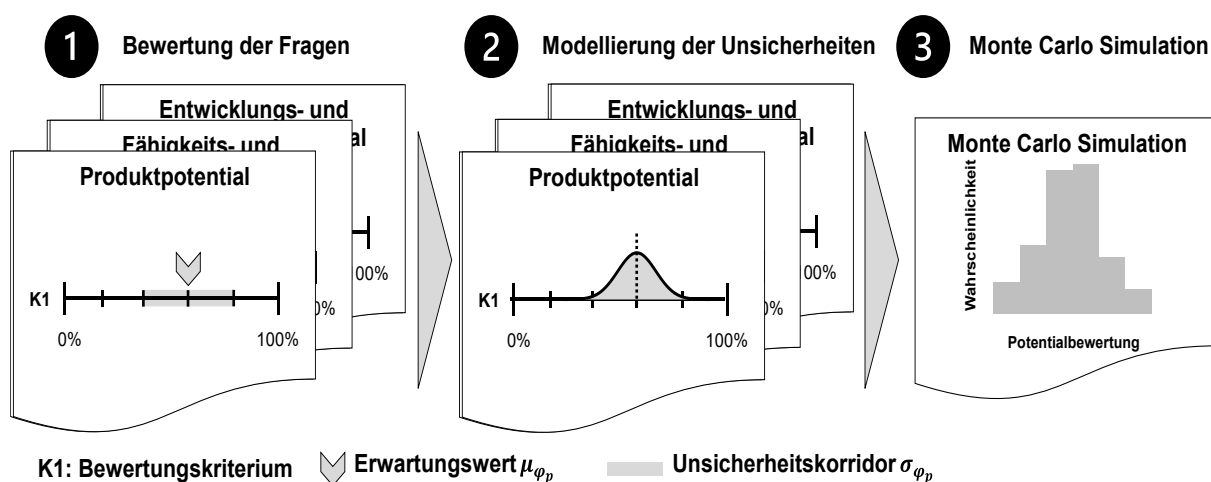 1 Bewertung der Fragen
Entwicklungs- und
Fähigkeits- und
Produktpotential
K1
0%
100%
00%
0%
2 Modellierung der Unsicherheiten
Entwicklungs- und
al
Fähigkeits- und
Produktpotential
K1
0%
100%
00%
0%
3 Monte Carlo Simulation
Monte Carlo Simulation
Wahrscheinlichkeit
Potentialbewertung
K1: Bewertungskriterium
Erwartungswert μφp
Unsicherheitskorridor σφp